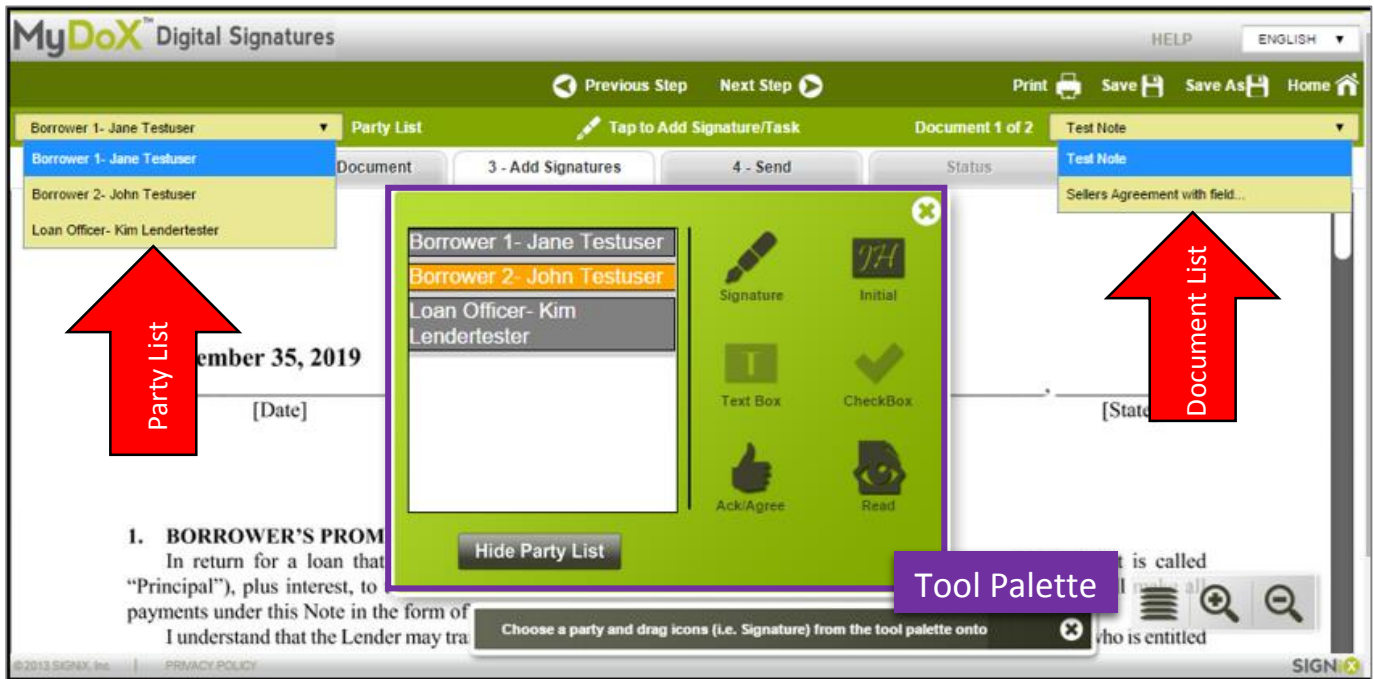 MyDoX™ Digital Signatures
HELP ENGLISH
Previous Step Next Step Print Save Save As Home
Borrower 1- Jane Testuser Party List Tap to Add Signature/Task Document 1 of 2 Test Note
Borrower 1- Jane Testuser
Borrower 2- John Testuser
Loan Officer- Kim Lendertester
Document 3 - Add Signatures 4 - Send Status
Test Note
Sellers Agreement with field...
Party List
Document List
Borrower 1- Jane Testuser
Borrower 2- John Testuser
Loan Officer- Kim
Lendertester
Signature Initial
T
Text Box CheckBox
Ack/Agree Read
Hide Party List
Tool Palette
ember 35, 2019
[Date] [State
1. BORROWER'S PROM
In return for a loan that t is called
“Principal”), plus interest, to make all
payments under this Note in the form of
I understand that the Lender may tra who is entitled
Choose a party and drag icons (i.e. Signature) from the tool palette onto
©2013 SIGNiX, Inc. | PRIVACY POLICY
SIGNiX